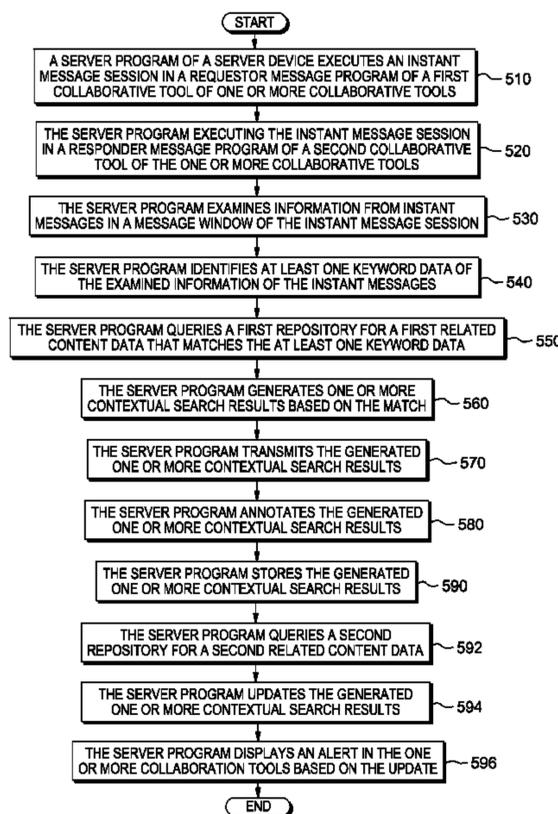 START
A SERVER PROGRAM OF A SERVER DEVICE EXECUTES AN INSTANT
MESSAGE SESSION IN A REQUESTOR MESSAGE PROGRAM OF A FIRST
COLLABORATIVE TOOL OF ONE OR MORE COLLABORATIVE TOOLS
510
THE SERVER PROGRAM EXECUTING THE INSTANT MESSAGE SESSION
IN A RESPONDER MESSAGE PROGRAM OF A SECOND COLLABORATIVE
TOOL OF THE ONE OR MORE COLLABORATIVE TOOLS
520
THE SERVER PROGRAM EXAMINES INFORMATION FROM INSTANT
MESSAGES IN A MESSAGE WINDOW OF THE INSTANT MESSAGE SESSION
530
THE SERVER PROGRAM IDENTIFIES AT LEAST ONE KEYWORD DATA OF
THE EXAMINED INFORMATION OF THE INSTANT MESSAGES
540
THE SERVER PROGRAM QUERIES A FIRST REPOSITORY FOR A FIRST RELATED
CONTENT DATA THAT MATCHES THE AT LEAST ONE KEYWORD DATA
550
THE SERVER PROGRAM GENERATES ONE OR MORE
CONTEXTUAL SEARCH RESULTS BASED ON THE MATCH
560
THE SERVER PROGRAM TRANSMITS THE GENERATED
ONE OR MORE CONTEXTUAL SEARCH RESULTS
570
THE SERVER PROGRAM ANNOTATES THE GENERATED
ONE OR MORE CONTEXTUAL SEARCH RESULTS
580
THE SERVER PROGRAM STORES THE GENERATED
ONE OR MORE CONTEXTUAL SEARCH RESULTS
590
THE SERVER PROGRAM QUERIES A SECOND
REPOSITORY FOR A SECOND RELATED CONTENT DATA
592
THE SERVER PROGRAM UPDATES THE GENERATED
ONE OR MORE CONTEXTUAL SEARCH RESULTS
594
THE SERVER PROGRAM DISPLAYS AN ALERT IN THE ONE
OR MORE COLLABORATION TOOLS BASED ON THE UPDATE
596
END